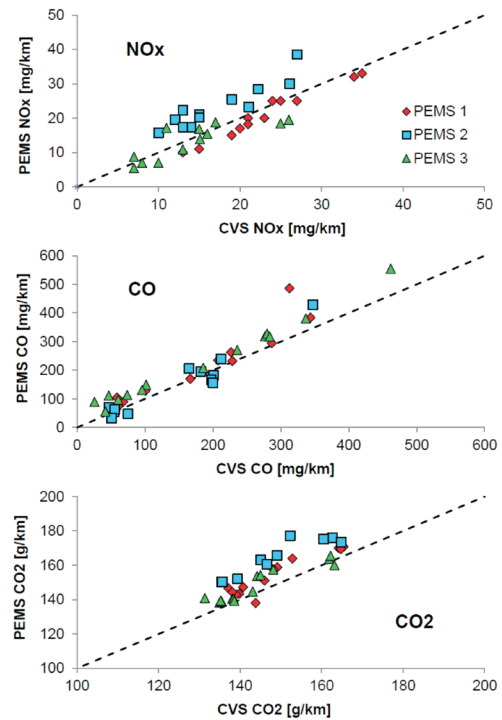 50
40
30
20
10
0
PEMS NOx [mg/km]
NOx
PEMS 1
PEMS 2
PEMS 3
0 10 20 30 40 50
CVS NOx [mg/km]
600
500
400
300
200
100
0
PEMS CO [mg/km]
CO
0 100 200 300 400 500 600
CVS CO [mg/km]
200
180
160
140
120
100
PEMS CO2 [g/km]
CO2
100 120 140 160 180 200
CVS CO2 [g/km]